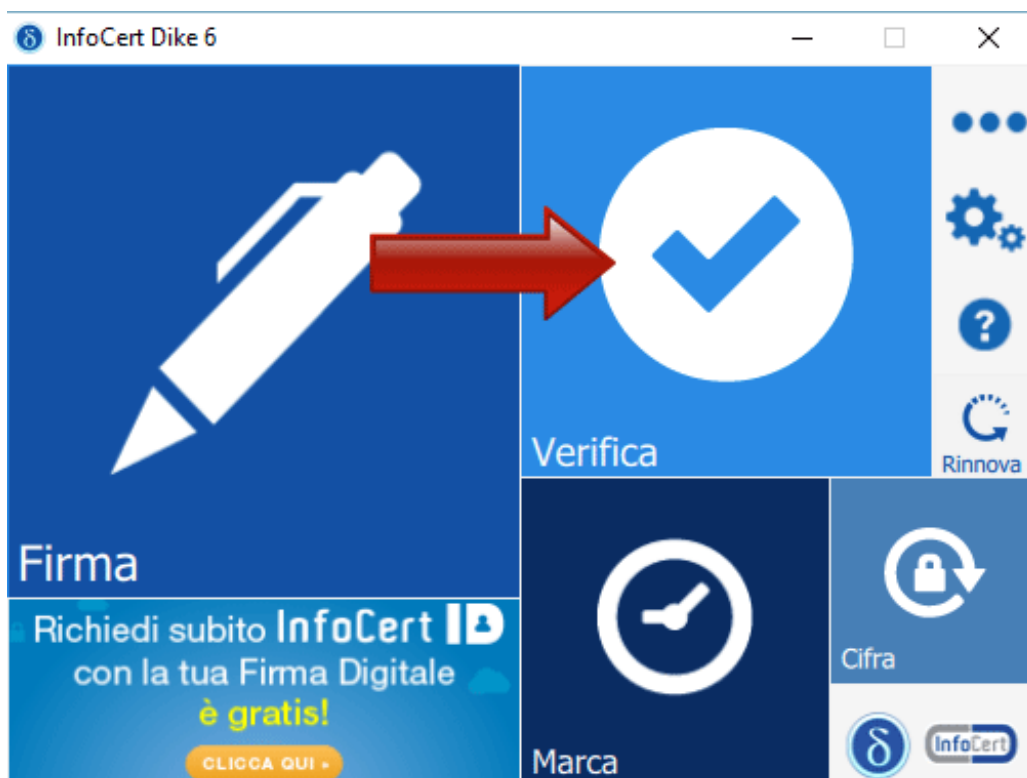 InfoCert Dike 6
Firma
Verifica
Rinnova
Richiedi subito InfoCert ID
con la tua Firma Digitale
è gratis!
CLICCA QUI
Marca
Cifra
InfoCert